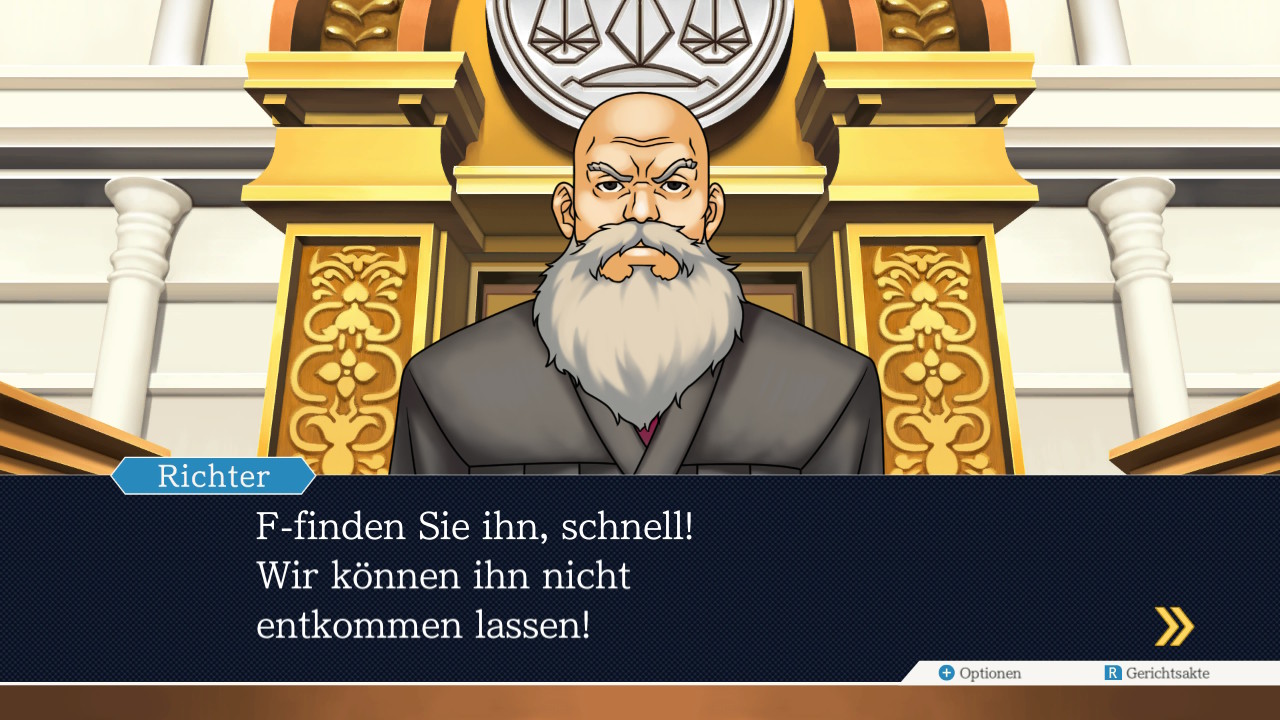 Richter
F-finden Sie ihn, schnell!
Wir können ihn nicht
entkommen lassen!
Optionen
R Gerichtsakte